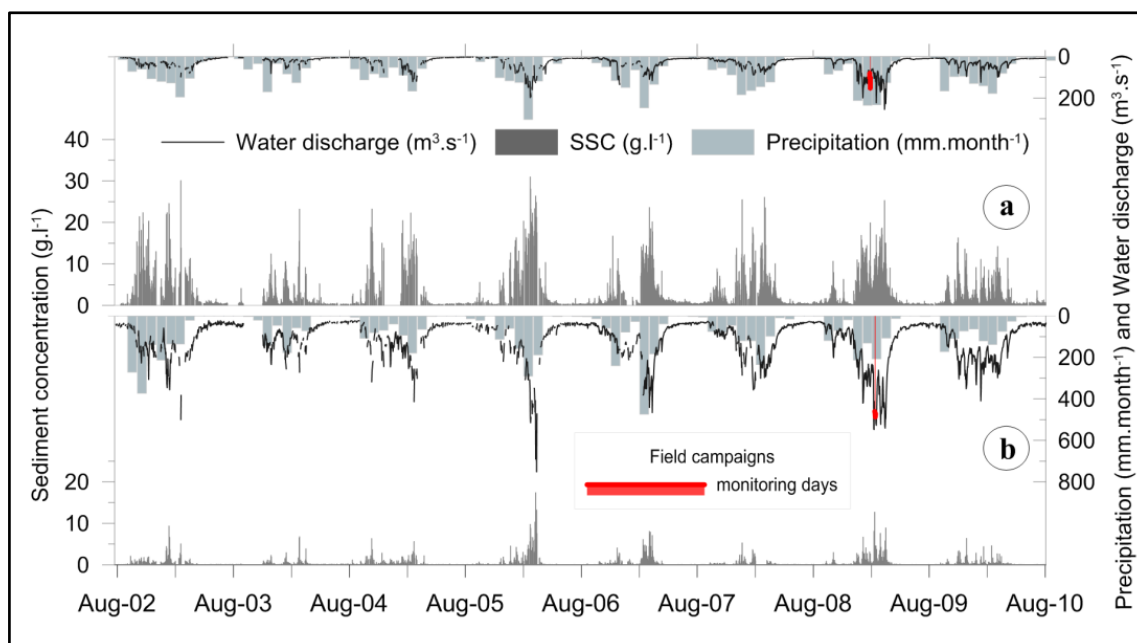 0
200
Water discharge (m³.s⁻¹) SSC (g.l⁻¹) Precipitation (mm.month⁻¹)
40
30
20
10
0
a
0
200
400
600
800
b
Field campaigns
monitoring days
20
10
0
Sediment concentration (g.l⁻¹)
Precipitation (mm.month⁻¹) and Water discharge (m³.s⁻¹)
Aug-02 Aug-03 Aug-04 Aug-05 Aug-06 Aug-07 Aug-08 Aug-09 Aug-10